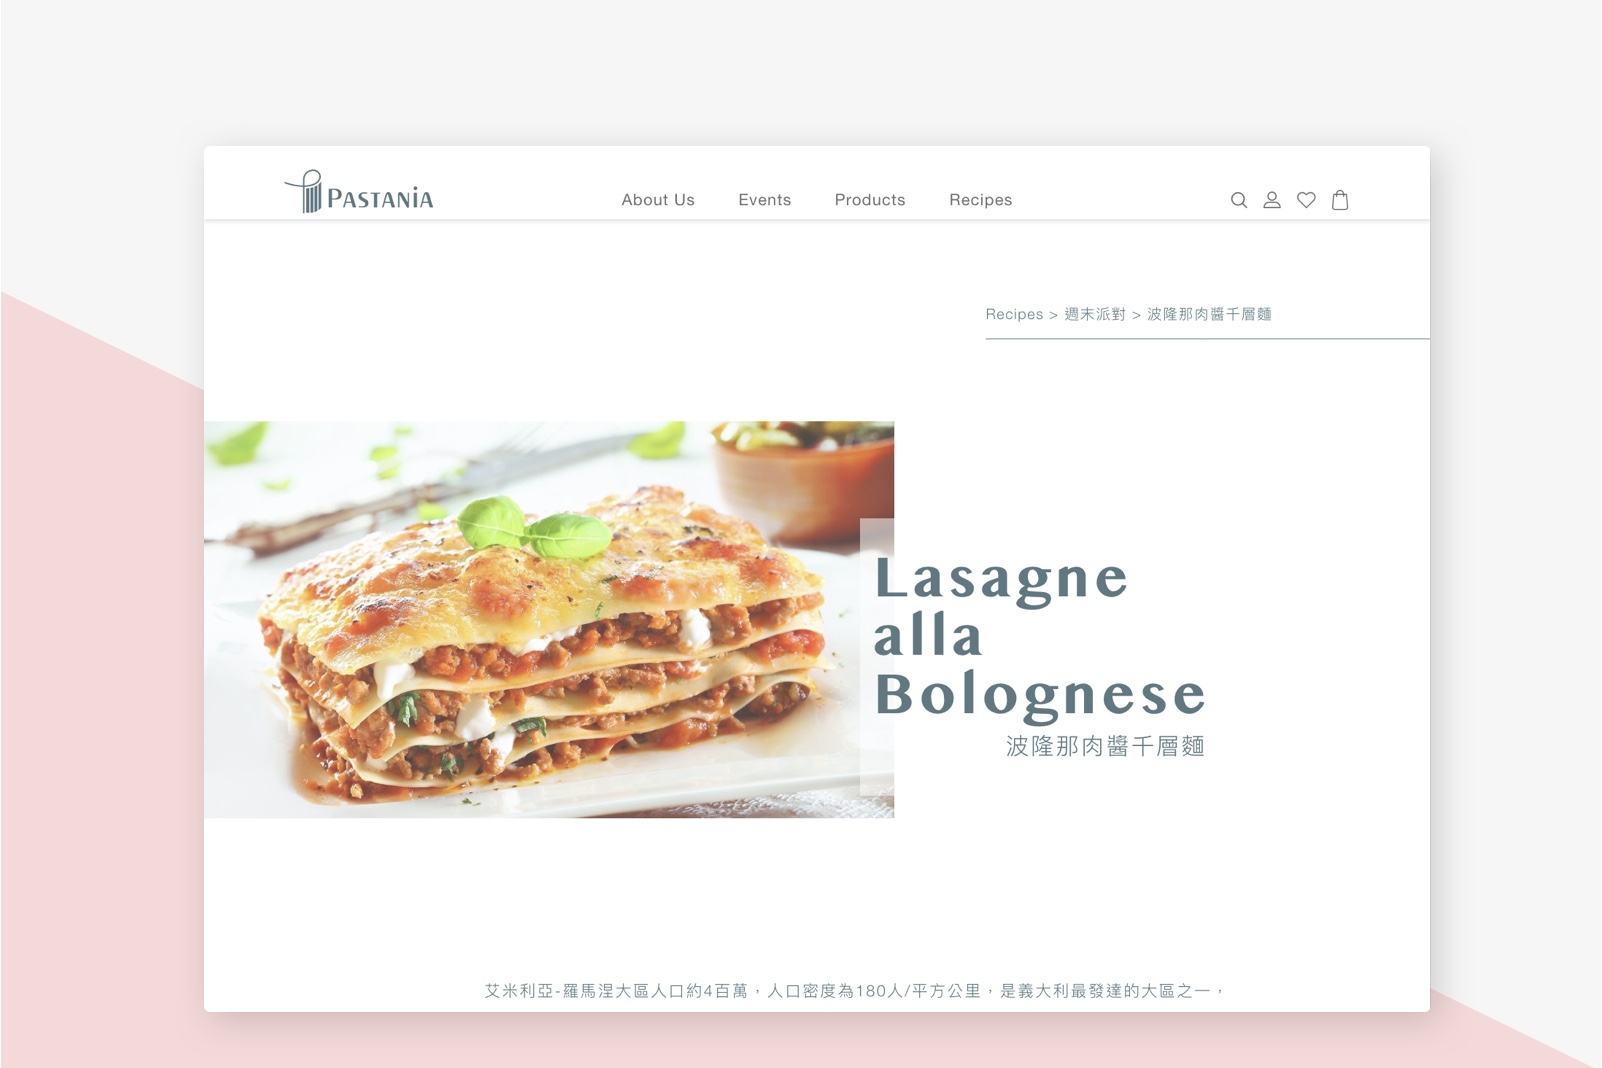 PASTANIA
About Us
Events
Products
Recipes
Recipes > 週末派對 > 波隆那肉醬千層麵
Lasagne
alla
Bolognese
波隆那肉醬千層麵
艾米利亞-羅馬涅大區人口約4百萬，人口密度為180人/平方公里，是義大利最發達的大區之一，